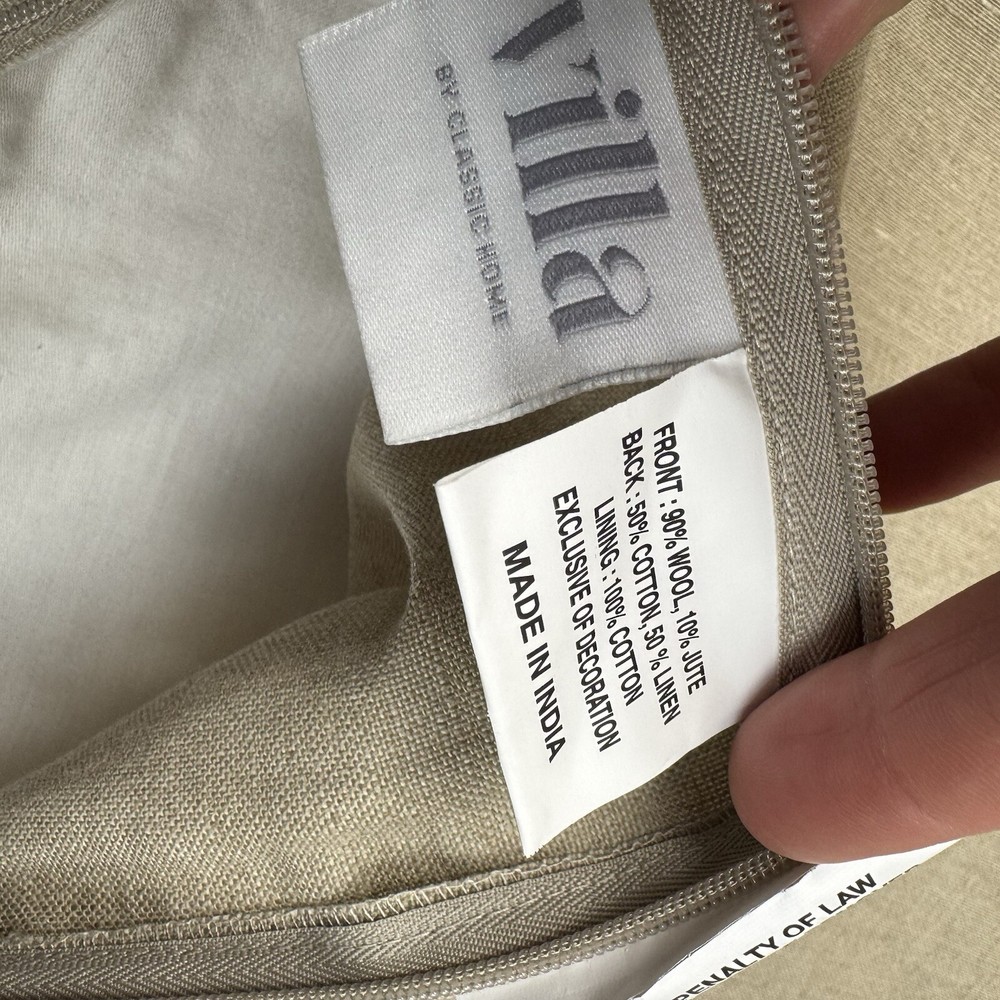 villa
BY CLASSIC HOME
FRONT : 90% WOOL, 10% JUTE
BACK : 50% COTTON, 50 % LINEN
LINING : 100% COTTON
EXCLUSIVE OF DECORATION
MADE IN INDIA
PENALTY OF LAW